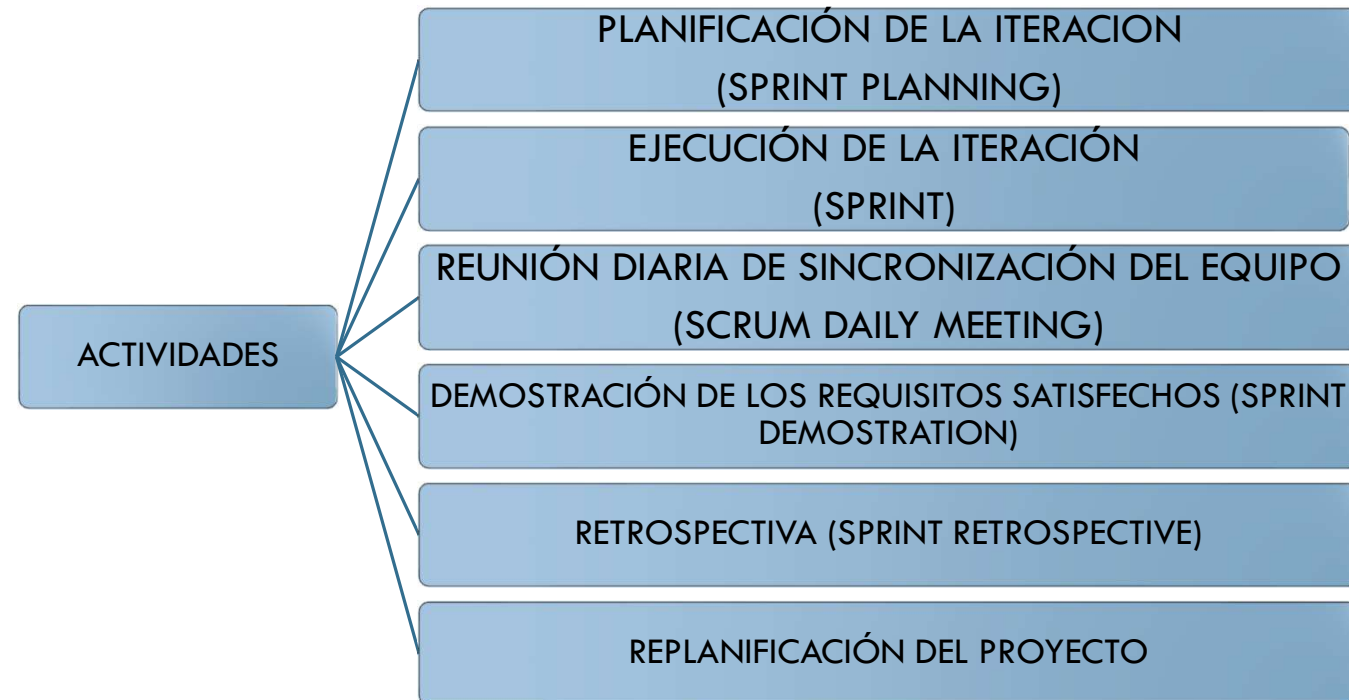 PLANIFICACIÓN DE LA ITERACION
(SPRINT PLANNING)
EJECUCIÓN DE LA ITERACIÓN
(SPRINT)
REUNIÓN DIARIA DE SINCRONIZACIÓN DEL EQUIPO
(SCRUM DAILY MEETING)
ACTIVIDADES
DEMOSTRACIÓN DE LOS REQUISITOS SATISFECHOS (SPRINT
DEMOSTRATION)
RETROSPECTIVA (SPRINT RETROSPECTIVE)
REPLANIFICACIÓN DEL PROYECTO